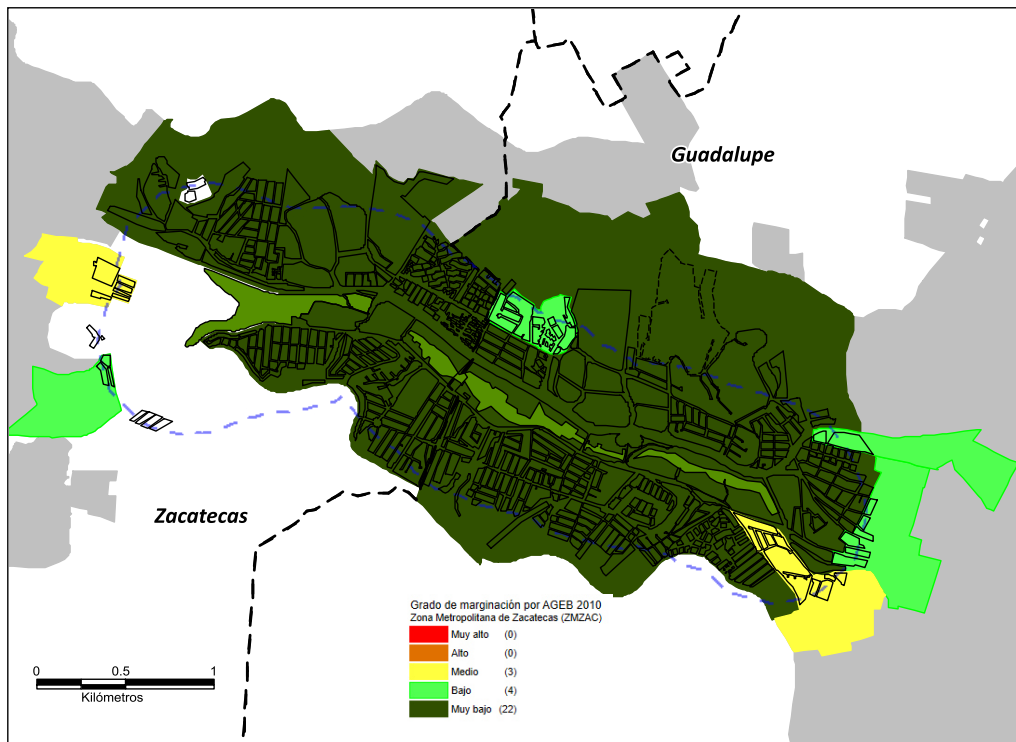 Guadalupe
Zacatecas
Grado de marginación por AGEB 2010
Zona Metropolitana de Zacatecas (ZMZAC)
Muy alto (0)
Alto (0)
Medio (3)
Bajo (4)
Muy bajo (22)
0 0.5 1
Kilómetros